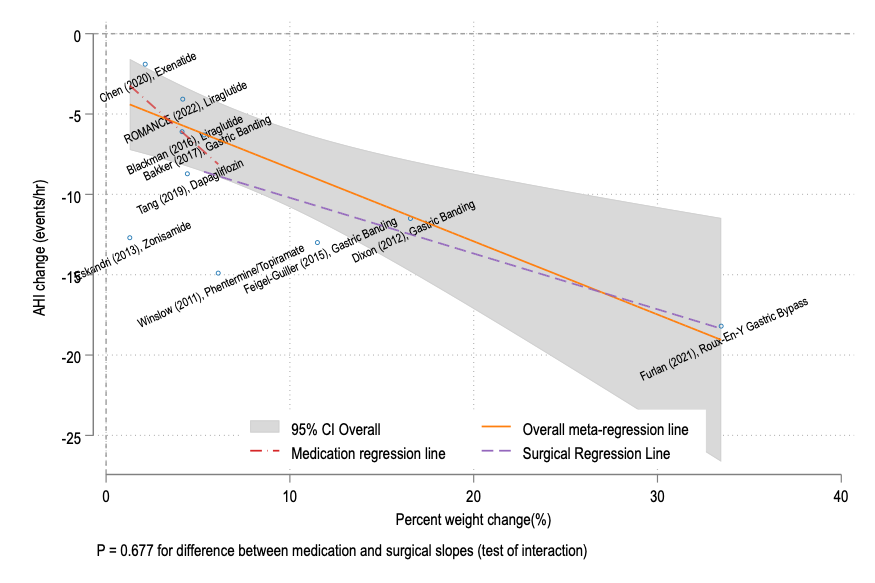 0
Chen (2020), Exenatide
ROMANCE (2022), Liraglutide
-5
Blackman (2016), Liraglutide
Bakker (2017), Gastric Banding
Tang (2019), Dapagliflozin
-10
AHI change (events/hr)
Eskandri (2013), Zonisamide
Dixon (2012), Gastric Banding
Feigel-Guiller (2015), Gastric Banding
Winslow (2011), Phentermine/Topiramate
-15
Furlan (2021), Roux-En-Y Gastric Bypass
-20
-25
95% CI Overall
Overall meta-regression line
Medication regression line
Surgical Regression Line
0 10 20 30 40
Percent weight change(%)
P = 0.677 for difference between medication and surgical slopes (test of interaction)